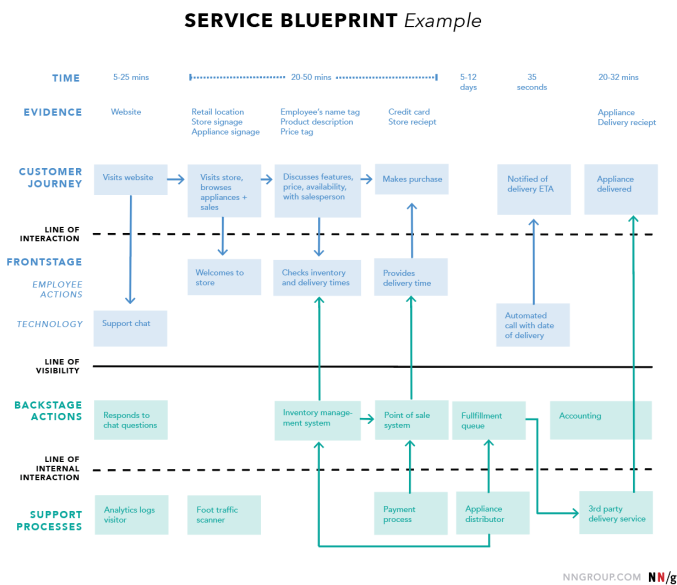 SERVICE BLUEPRINT Example
TIME
5-25 mins
20-50 mins
5-12
days
35
seconds
20-32 mins
EVIDENCE
Website
Retail location
Store signage
Appliance signage
Employee's name tag
Product description
Price tag
Credit card
Store reciept
Appliance
Delivery reciept
CUSTOMER
JOURNEY
Visits website
Visits store,
browses
appliances +
sales
Discusses features,
price, availability,
with salesperson
Makes purchase
Notified of
delivery ETA
Appliance
delivered
LINE OF
INTERACTION
FRONTSTAGE
EMPLOYEE
ACTIONS
Welcomes to
store
Checks inventory
and delivery times
Provides
delivery time
TECHNOLOGY
Support chat
Automated
call with date
of delivery
LINE OF
VISIBILITY
BACKSTAGE
ACTIONS
Responds to
chat questions
Inventory manage-
ment system
Point of sale
system
Fullfillment
queue
Accounting
LINE OF
INTERNAL
INTERACTION
SUPPORT
PROCESSES
Analytics logs
visitor
Foot traffic
scanner
Payment
process
Appliance
distributor
3rd party
delivery service
NNGROUP.COM NN/g